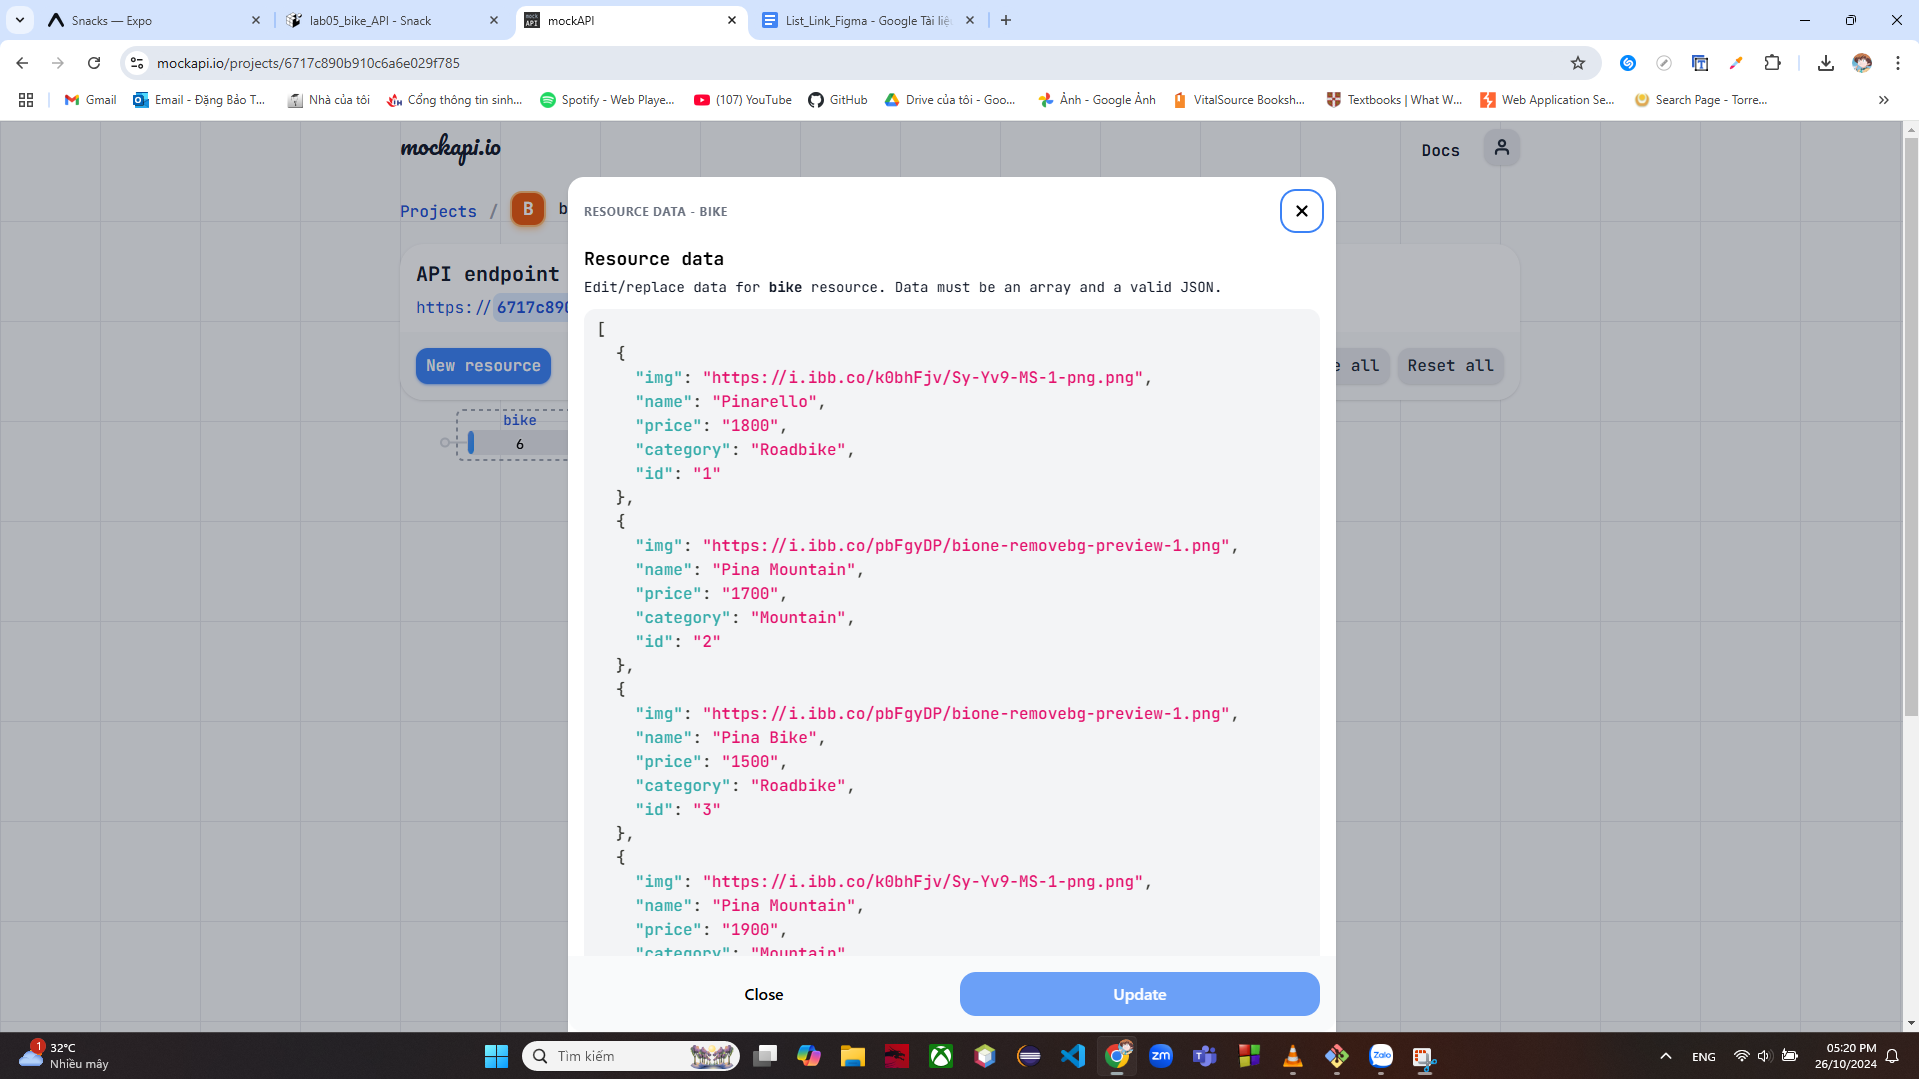 Snacks — Expo
lab05_bike_API - Snack
mockAPI
List_Link_Figma - Google Tài liệ
mockapi.io/projects/6717c890b910c6a6e029f785
Gmail
Email - Đặng Bảo T...
Nhà của tôi
Cổng thông tin sinh...
Spotify - Web Playe...
(107) YouTube
GitHub
Drive của tôi - Goo...
Ảnh - Google Ảnh
VitalSource Booksh...
Textbooks | What W...
Web Application Se...
Search Page - Torre...
mockapi.io
Docs
Projects / B b
RESOURCE DATA - BIKE
API endpoint
https://6717c890
New resource
e all
Reset all
bike
6
Resource data
Edit/replace data for bike resource. Data must be an array and a valid JSON.
[
{
"img": "https://i.ibb.co/k0bhFjv/Sy-Yv9-MS-1-png.png",
"name": "Pinarello",
"price": "1800",
"category": "Roadbike",
"id": "1"
},
{
"img": "https://i.ibb.co/pbFgyDP/bione-removebg-preview-1.png",
"name": "Pina Mountain",
"price": "1700",
"category": "Mountain",
"id": "2"
},
{
"img": "https://i.ibb.co/pbFgyDP/bione-removebg-preview-1.png",
"name": "Pina Bike",
"price": "1500",
"category": "Roadbike",
"id": "3"
},
{
"img": "https://i.ibb.co/k0bhFjv/Sy-Yv9-MS-1-png.png",
"name": "Pina Mountain",
"price": "1900",
"category": "Mountain"
Close
Update
1
32°C
Nhiều mây
Tìm kiếm
zm
Zalo
ENG
05:20 PM
26/10/2024